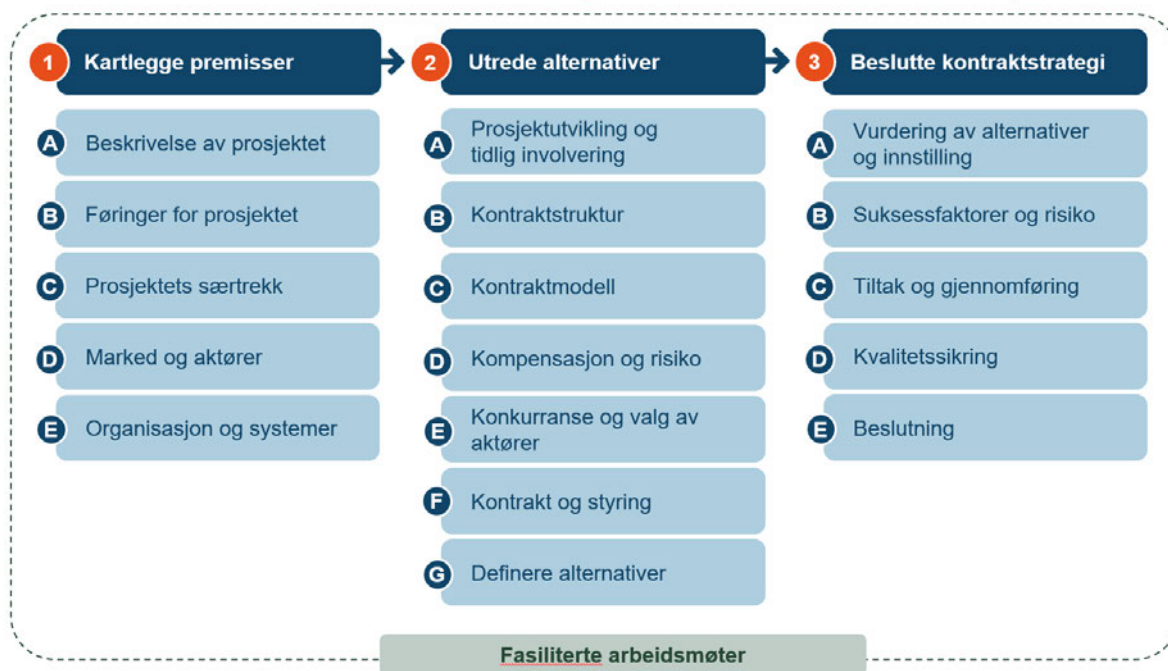 1 Kartlegge premisser
A Beskrivelse av prosjektet
B Føringer for prosjektet
C Prosjektets særtrekk
D Marked og aktører
E Organisasjon og systemer
2 Utrede alternativer
A Prosjektutvikling og
tidlig involvering
B Kontraktstruktur
C Kontraktmodell
D Kompensasjon og risiko
E Konkurranse og valg av
aktører
F Kontrakt og styring
G Definere alternativer
3 Beslutte kontraktstrategi
A Vurdering av alternativer
og innstilling
B Suksessfaktorer og risiko
C Tiltak og gjennomføring
D Kvalitetssikring
E Beslutning
Fasiliterte arbeidsmøter